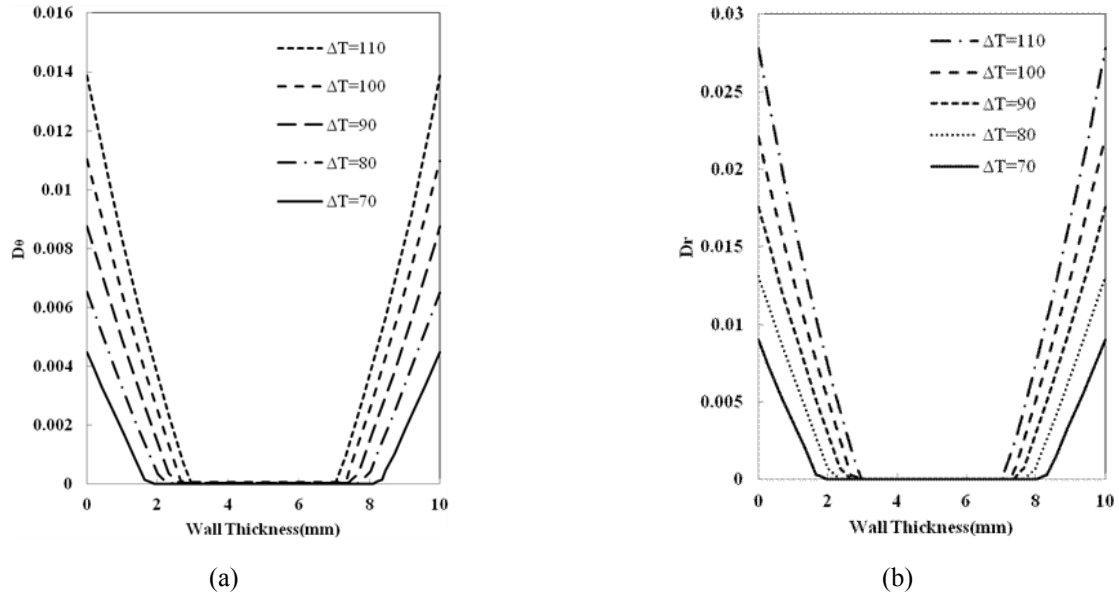 0.016
0.014
0.012
0.01
0.008
0.006
0.004
0.002
0
Dθ
ΔT=110
ΔT=100
ΔT=90
ΔT=80
ΔT=70
0 2 4 6 8 10
Wall Thickness(mm)
(a)
0.03
0.025
0.02
0.015
0.01
0.005
0
Dr
ΔT=110
ΔT=100
ΔT=90
ΔT=80
ΔT=70
0 2 4 6 8 10
Wall Thickness(mm)
(b)